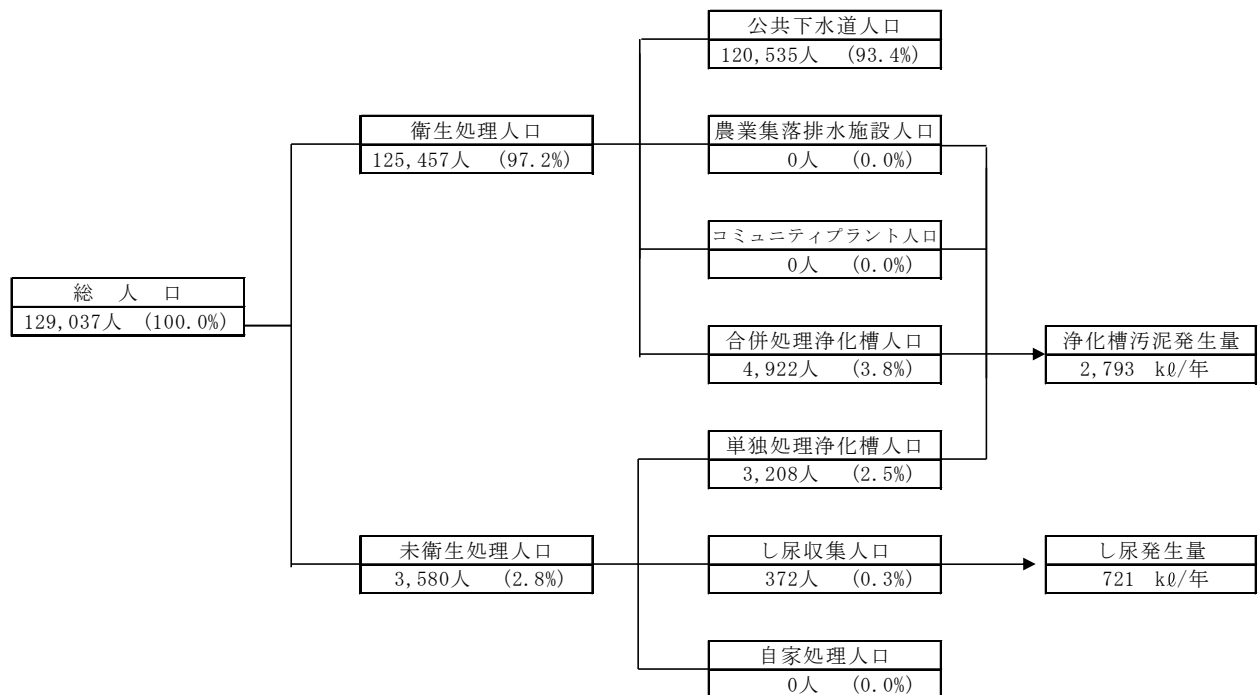 公共下水道人口
120,535人 (93.4%)
衛生処理人口
125,457人 (97.2%)
農業集落排水施設人口
0人 (0.0%)
コミュニティプラント人口
0人 (0.0%)
総 人 口
129,037人 (100.0%)
合併処理浄化槽人口
4,922人 (3.8%)
浄化槽汚泥発生量
2,793 kℓ/年
単独処理浄化槽人口
3,208人 (2.5%)
未衛生処理人口
3,580人 (2.8%)
し尿収集人口
372人 (0.3%)
し尿発生量
721 kℓ/年
自家処理人口
0人 (0.0%)